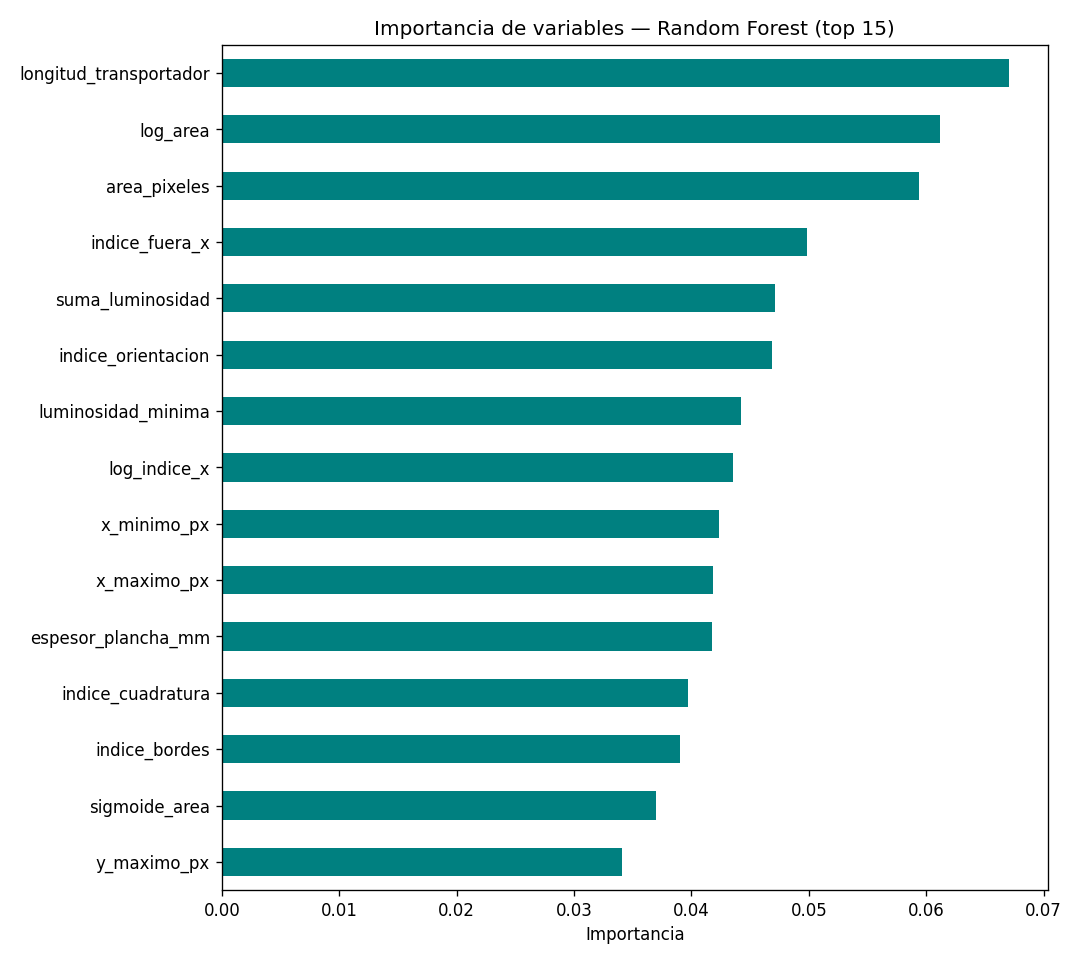 Importancia de variables — Random Forest (top 15)
longitud_transportador
log_area
area_pixeles
indice_fuera_x
suma_luminosidad
indice_orientacion
luminosidad_minima
log_indice_x
x_minimo_px
x_maximo_px
espesor_plancha_mm
indice_cuadratura
indice_bordes
sigmoide_area
y_maximo_px
0.00 0.01 0.02 0.03 0.04 0.05 0.06 0.07
Importancia